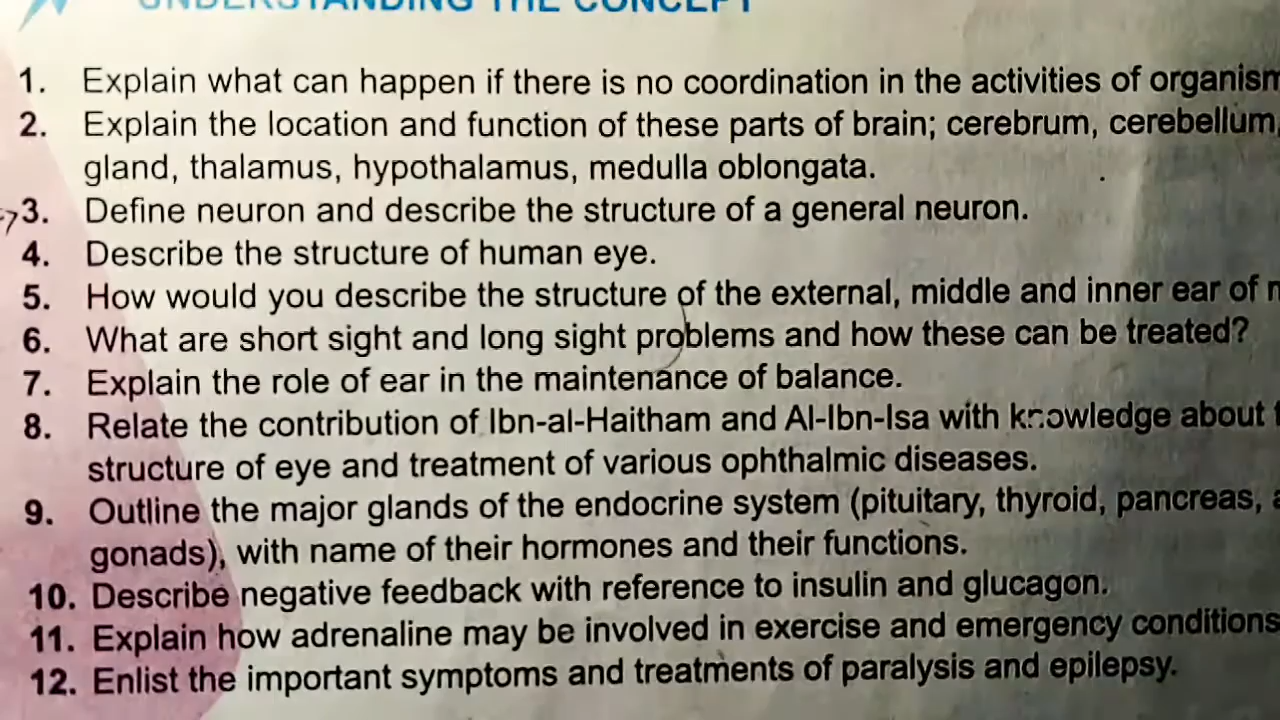 UNDERSTANDING THE CONCEPT
1. Explain what can happen if there is no coordination in the activities of organism
2. Explain the location and function of these parts of brain; cerebrum, cerebellum,
gland, thalamus, hypothalamus, medulla oblongata.
3. Define neuron and describe the structure of a general neuron.
4. Describe the structure of human eye.
5. How would you describe the structure of the external, middle and inner ear of
6. What are short sight and long sight problems and how these can be treated?
7. Explain the role of ear in the maintenance of balance.
8. Relate the contribution of Ibn-al-Haitham and Al-Ibn-Isa with knowledge about
structure of eye and treatment of various ophthalmic diseases.
9. Outline the major glands of the endocrine system (pituitary, thyroid, pancreas,
gonads), with name of their hormones and their functions.
10. Describe negative feedback with reference to insulin and glucagon.
11. Explain how adrenaline may be involved in exercise and emergency conditions
12. Enlist the important symptoms and treatments of paralysis and epilepsy.